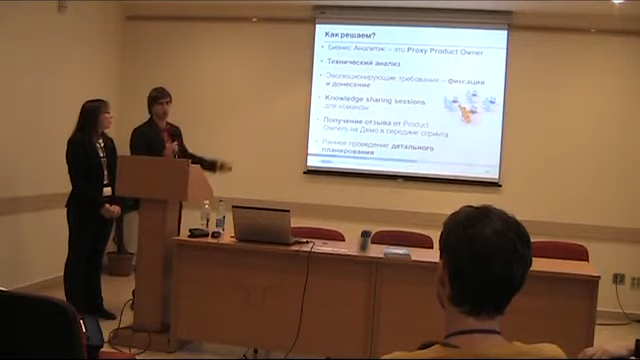 Как решаем?
• Бизнес Аналитик – это Proxy Product Owner
• Технический анализ
• Эволюционирующие требования – фиксация
и донесение
• Knowledge sharing sessions
для команды
• Получение отзыва от Product
Owners на Демо в середине спринта
• Раннее проведение детального
планирования